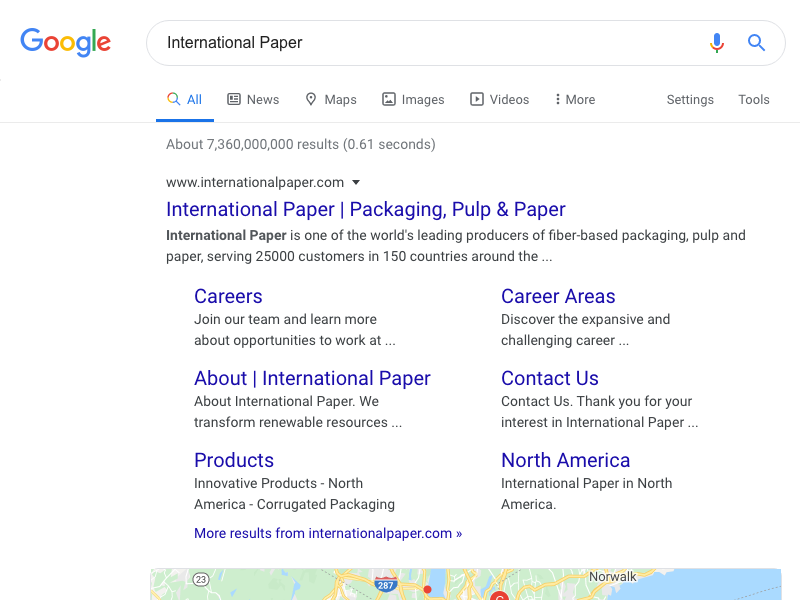 Google
International Paper
All
News
Maps
Images
Videos
More
Settings
Tools
About 7,360,000,000 results (0.61 seconds)
www.internationalpaper.com
International Paper | Packaging, Pulp & Paper
International Paper is one of the world's leading producers of fiber-based packaging, pulp and
paper, serving 25000 customers in 150 countries around the ...
Careers
Join our team and learn more
about opportunities to work at ...
Career Areas
Discover the expansive and
challenging career ...
About | International Paper
About International Paper. We
transform renewable resources ...
Contact Us
Contact Us. Thank you for your
interest in International Paper ...
Products
Innovative Products - North
America - Corrugated Packaging
North America
International Paper in North
America.
More results from internationalpaper.com »
23
287
Norwalk